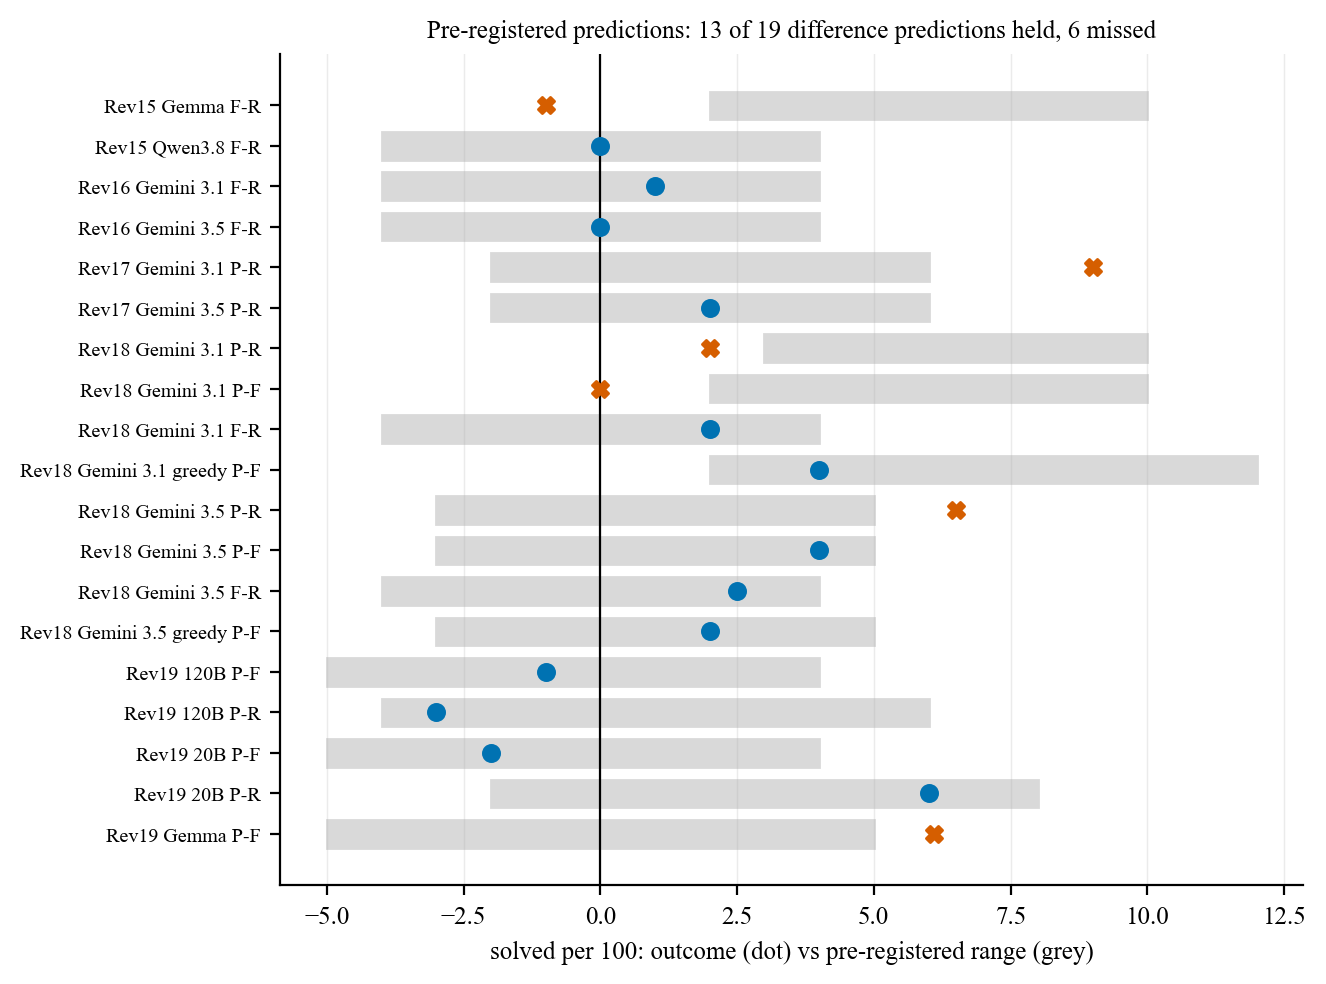 Pre-registered predictions: 13 of 19 difference predictions held, 6 missed
Rev15 Gemma F-R
Rev15 Qwen3.8 F-R
Rev16 Gemini 3.1 F-R
Rev16 Gemini 3.5 F-R
Rev17 Gemini 3.1 P-R
Rev17 Gemini 3.5 P-R
Rev18 Gemini 3.1 P-R
Rev18 Gemini 3.1 P-F
Rev18 Gemini 3.1 F-R
Rev18 Gemini 3.1 greedy P-F
Rev18 Gemini 3.5 P-R
Rev18 Gemini 3.5 P-F
Rev18 Gemini 3.5 F-R
Rev18 Gemini 3.5 greedy P-F
Rev19 120B P-F
Rev19 120B P-R
Rev19 20B P-F
Rev19 20B P-R
Rev19 Gemma P-F
−5.0 −2.5 0.0 2.5 5.0 7.5 10.0 12.5
solved per 100: outcome (dot) vs pre-registered range (grey)